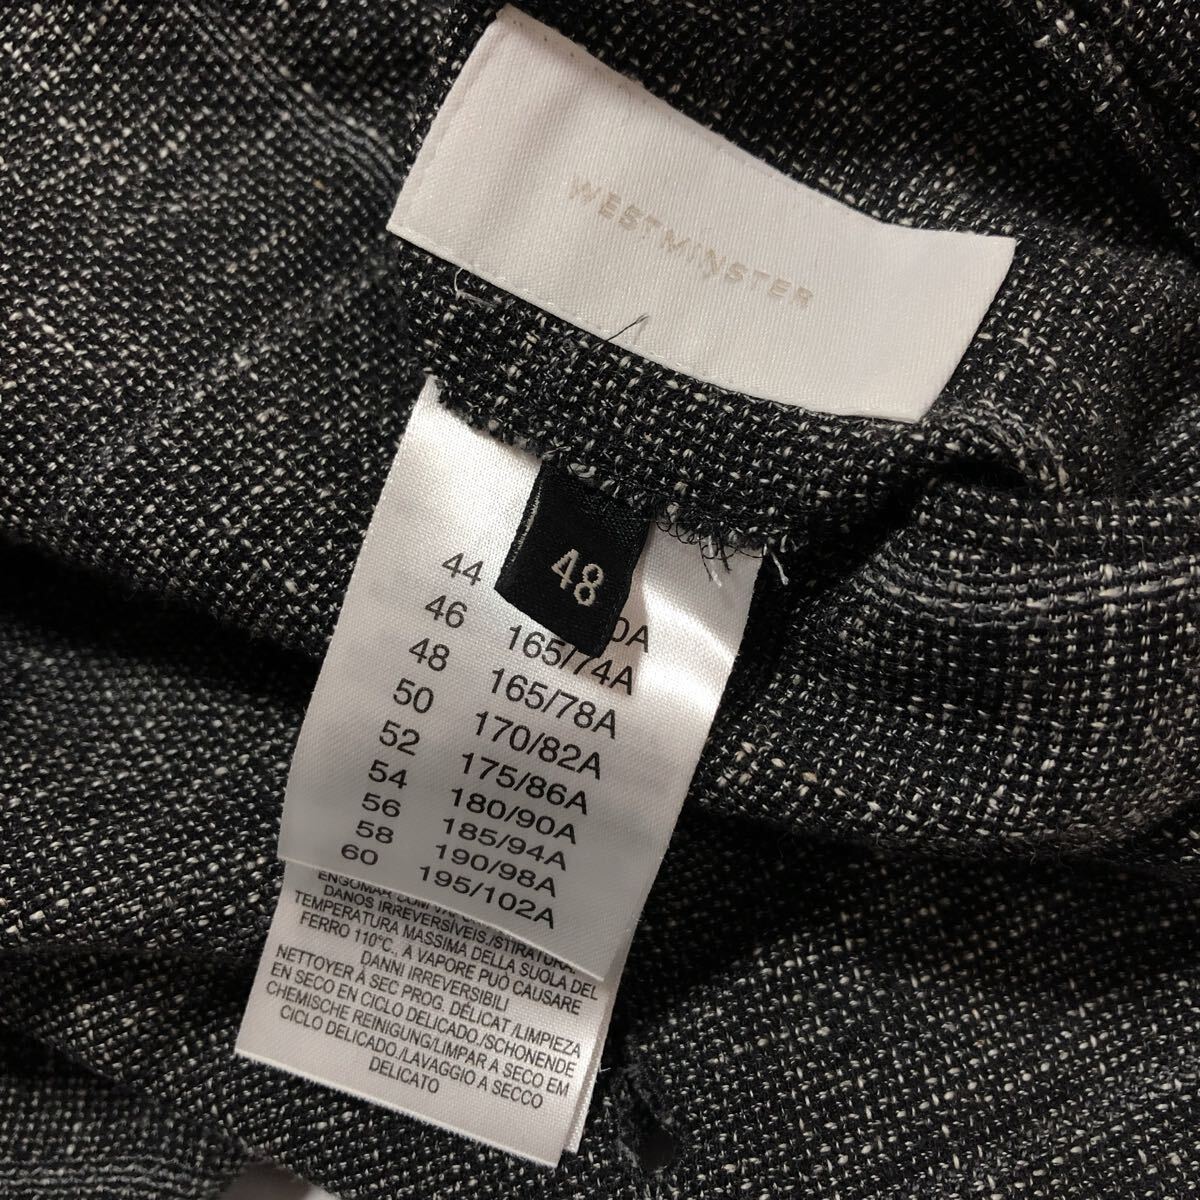 WESTMINSTER
48
44
46 165/74A
48 165/78A
50 170/82A
52 175/86A
54 180/90A
56 185/94A
58 190/98A
60 195/102A
DANOS IRREVERSÍVEIS./STIRATURA:
TEMPERATURA MASSIMA DELLA SUOLA DEL
FERRO 110°C., A VAPORE PUÒ CAUSARE
DANNI IRREVERSIBILI
NETTOYER À SEC PROG. DÉLICAT /LIMPIEZA
EN SECO EN CICLO DELICADO./SCHONENDE
CHEMISCHE REINIGUNG/LIMPAR A SECO EM
CICLO DELICADO./LAVAGGIO A SECCO
DELICATO